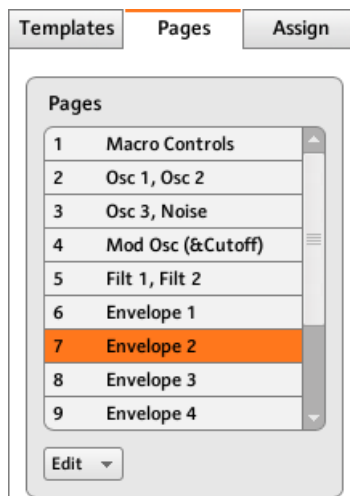 Templates Pages Assign
Pages
1 Macro Controls
2 Osc 1, Osc 2
3 Osc 3, Noise
4 Mod Osc (&Cutoff)
5 Filt 1, Filt 2
6 Envelope 1
7 Envelope 2
8 Envelope 3
9 Envelope 4
Edit